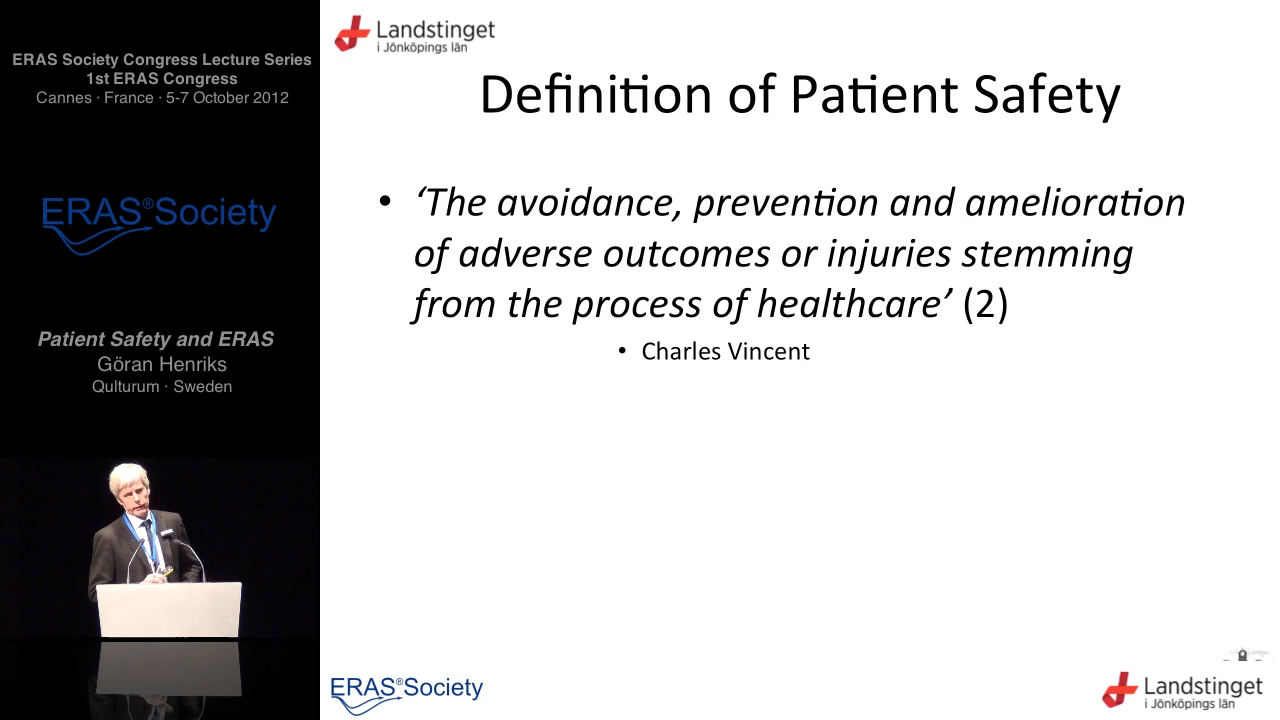 ERAS Society Congress Lecture Series
1st ERAS Congress
Cannes · France · 5-7 October 2012
ERAS®Society
Patient Safety and ERAS
Göran Henriks
Qulturum · Sweden
Landstinget
i Jönköpings län
Definition of Patient Safety
• ‘The avoidance, prevention and amelioration
of adverse outcomes or injuries stemming
from the process of healthcare’ (2)
• Charles Vincent
ERAS®Society
Landstinget
i Jönköpings län